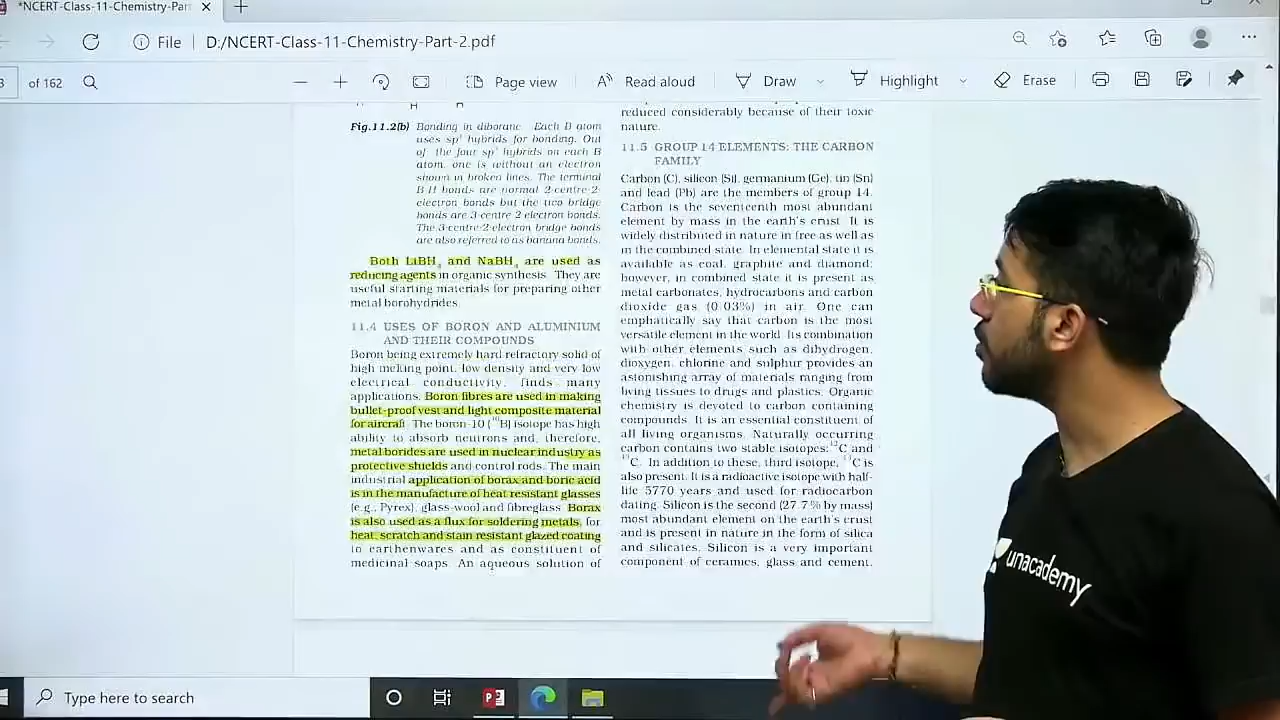 *NCERT-Class-11-Chemistry-Part
File
D:/NCERT-Class-11-Chemistry-Part-2.pdf
3 of 162
Page view
Read aloud
Draw
Highlight
Erase
H H
Fig.11.2(b) Bonding in diborane. Each B atom
uses sp³ hybrids for bonding. Out
of the four sp³ hybrids on each B
atom, one is without an electron
shown in broken lines. The terminal
B-H bonds are normal 2-centre-2-
electron bonds but the two bridge
bonds are 3-centre-2-electron bonds.
The 3-centre-2-electron bridge bonds
are also referred to as banana bonds.
Both LiBH₄ and NaBH₄ are used as
reducing agents in organic synthesis. They are
useful starting materials for preparing other
metal borohydrides.
11.4 USES OF BORON AND ALUMINIUM
AND THEIR COMPOUNDS
Boron being extremely hard refractory solid of
high melting point, low density and very low
electrical conductivity, finds many
applications. Boron fibres are used in making
bullet-proof vest and light composite material
for aircraft. The boron-10 (¹⁰B) isotope has high
ability to absorb neutrons and, therefore,
metal borides are used in nuclear industry as
protective shields and control rods. The main
industrial application of borax and boric acid
is in the manufacture of heat resistant glasses
(e.g., Pyrex), glass-wool and fibreglass. Borax
is also used as a flux for soldering metals, for
heat, scratch and stain resistant glazed coating
to earthenwares and as constituent of
medicinal soaps. An aqueous solution of
reduced considerably because of their toxic
nature.
11.5 GROUP 14 ELEMENTS: THE CARBON
FAMILY
Carbon (C), silicon (Si), germanium (Ge), tin (Sn)
and lead (Pb) are the members of group 14.
Carbon is the seventeenth most abundant
element by mass in the earth's crust. It is
widely distributed in nature in free as well as
in the combined state. In elemental state it is
available as coal, graphite and diamond;
however, in combined state it is present as
metal carbonates, hydrocarbons and carbon
dioxide gas (0.03%) in air. One can
emphatically say that carbon is the most
versatile element in the world. Its combination
with other elements such as dihydrogen,
dioxygen, chlorine and sulphur provides an
astonishing array of materials ranging from
living tissues to drugs and plastics. Organic
chemistry is devoted to carbon containing
compounds. It is an essential constituent of
all living organisms. Naturally occurring
carbon contains two stable isotopes: ¹²C and
¹³C. In addition to these, third isotope, ¹⁴C is
also present. It is a radioactive isotope with half-
life 5770 years and used for radiocarbon
dating. Silicon is the second (27.7 % by mass)
most abundant element on the earth's crust
and is present in nature in the form of silica
and silicates. Silicon is a very important
component of ceramics, glass and cement.
unacademy
Type here to search